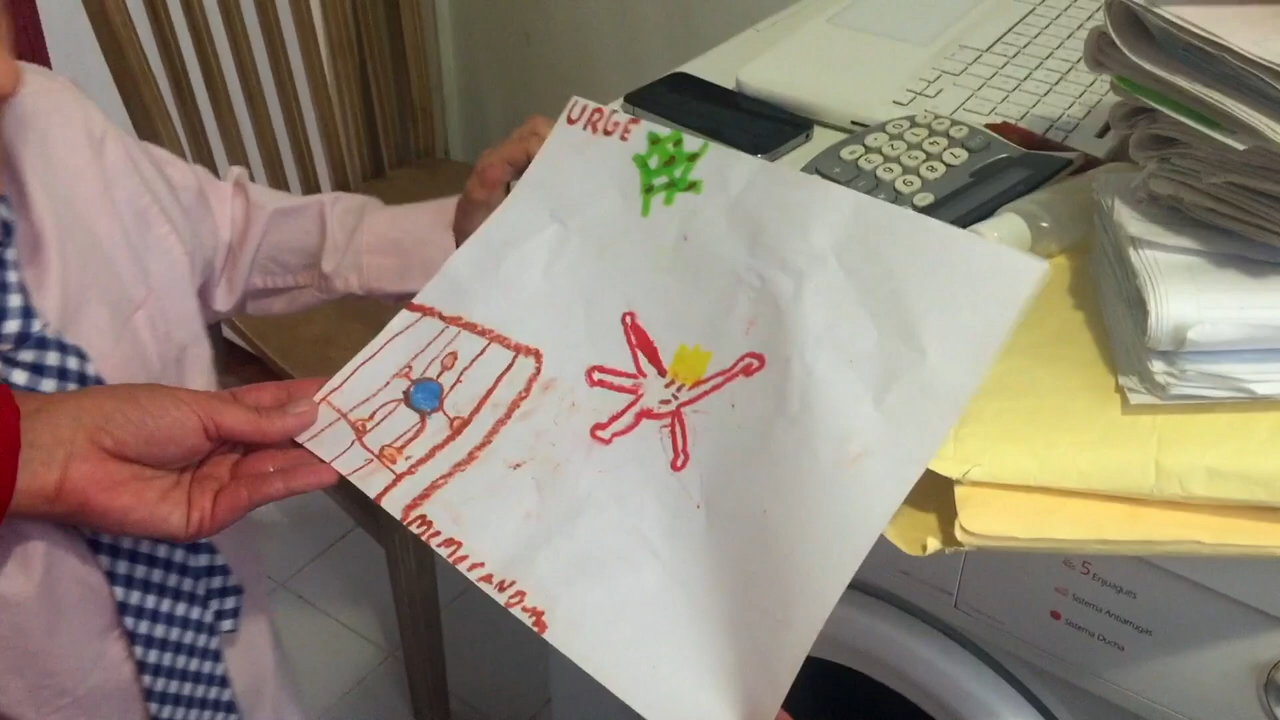 URGE
MEMORANDUM
5 Enjuagues
Sistema Antiarrugas
Sistema Ducha